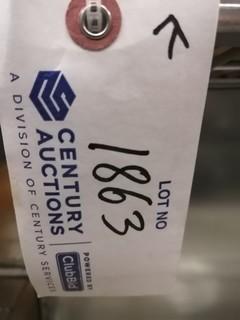 CENTURY
AUCTIONS
A DIVISION OF CENTURY SERVICES
POWERED BY
ClubBid
LOT NO
1863